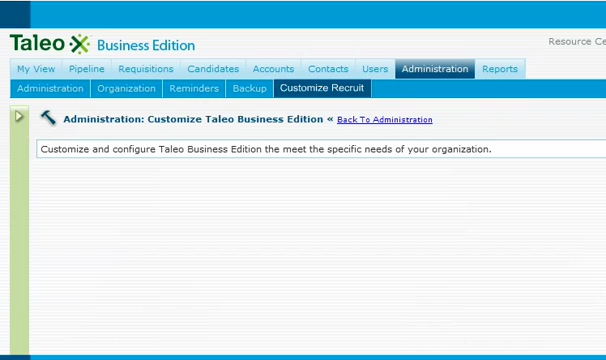 Taleo Business Edition
Resource Ce
My View Pipeline Requisitions Candidates Accounts Contacts Users Administration Reports
Administration Organization Reminders Backup Customize Recruit
Administration: Customize Taleo Business Edition « Back To Administration
Customize and configure Taleo Business Edition the meet the specific needs of your organization.